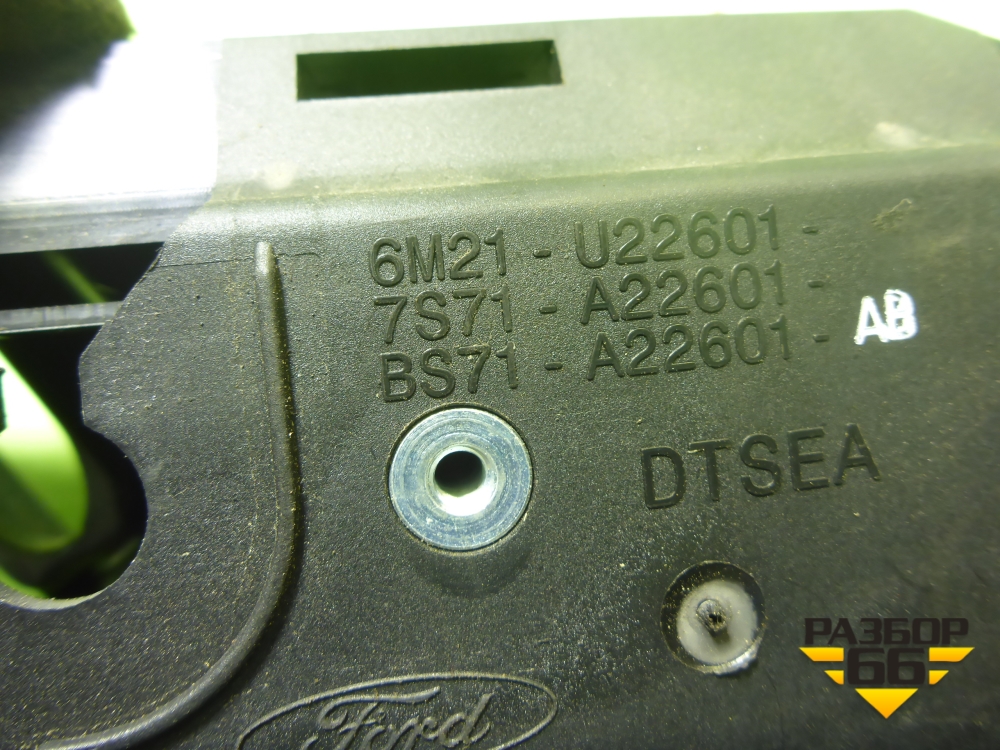 6M21 - U22601 -
7S71 - A22601 -
BS71 - A22601 - AB
DTSEA
Ford
РАЗБОР
66